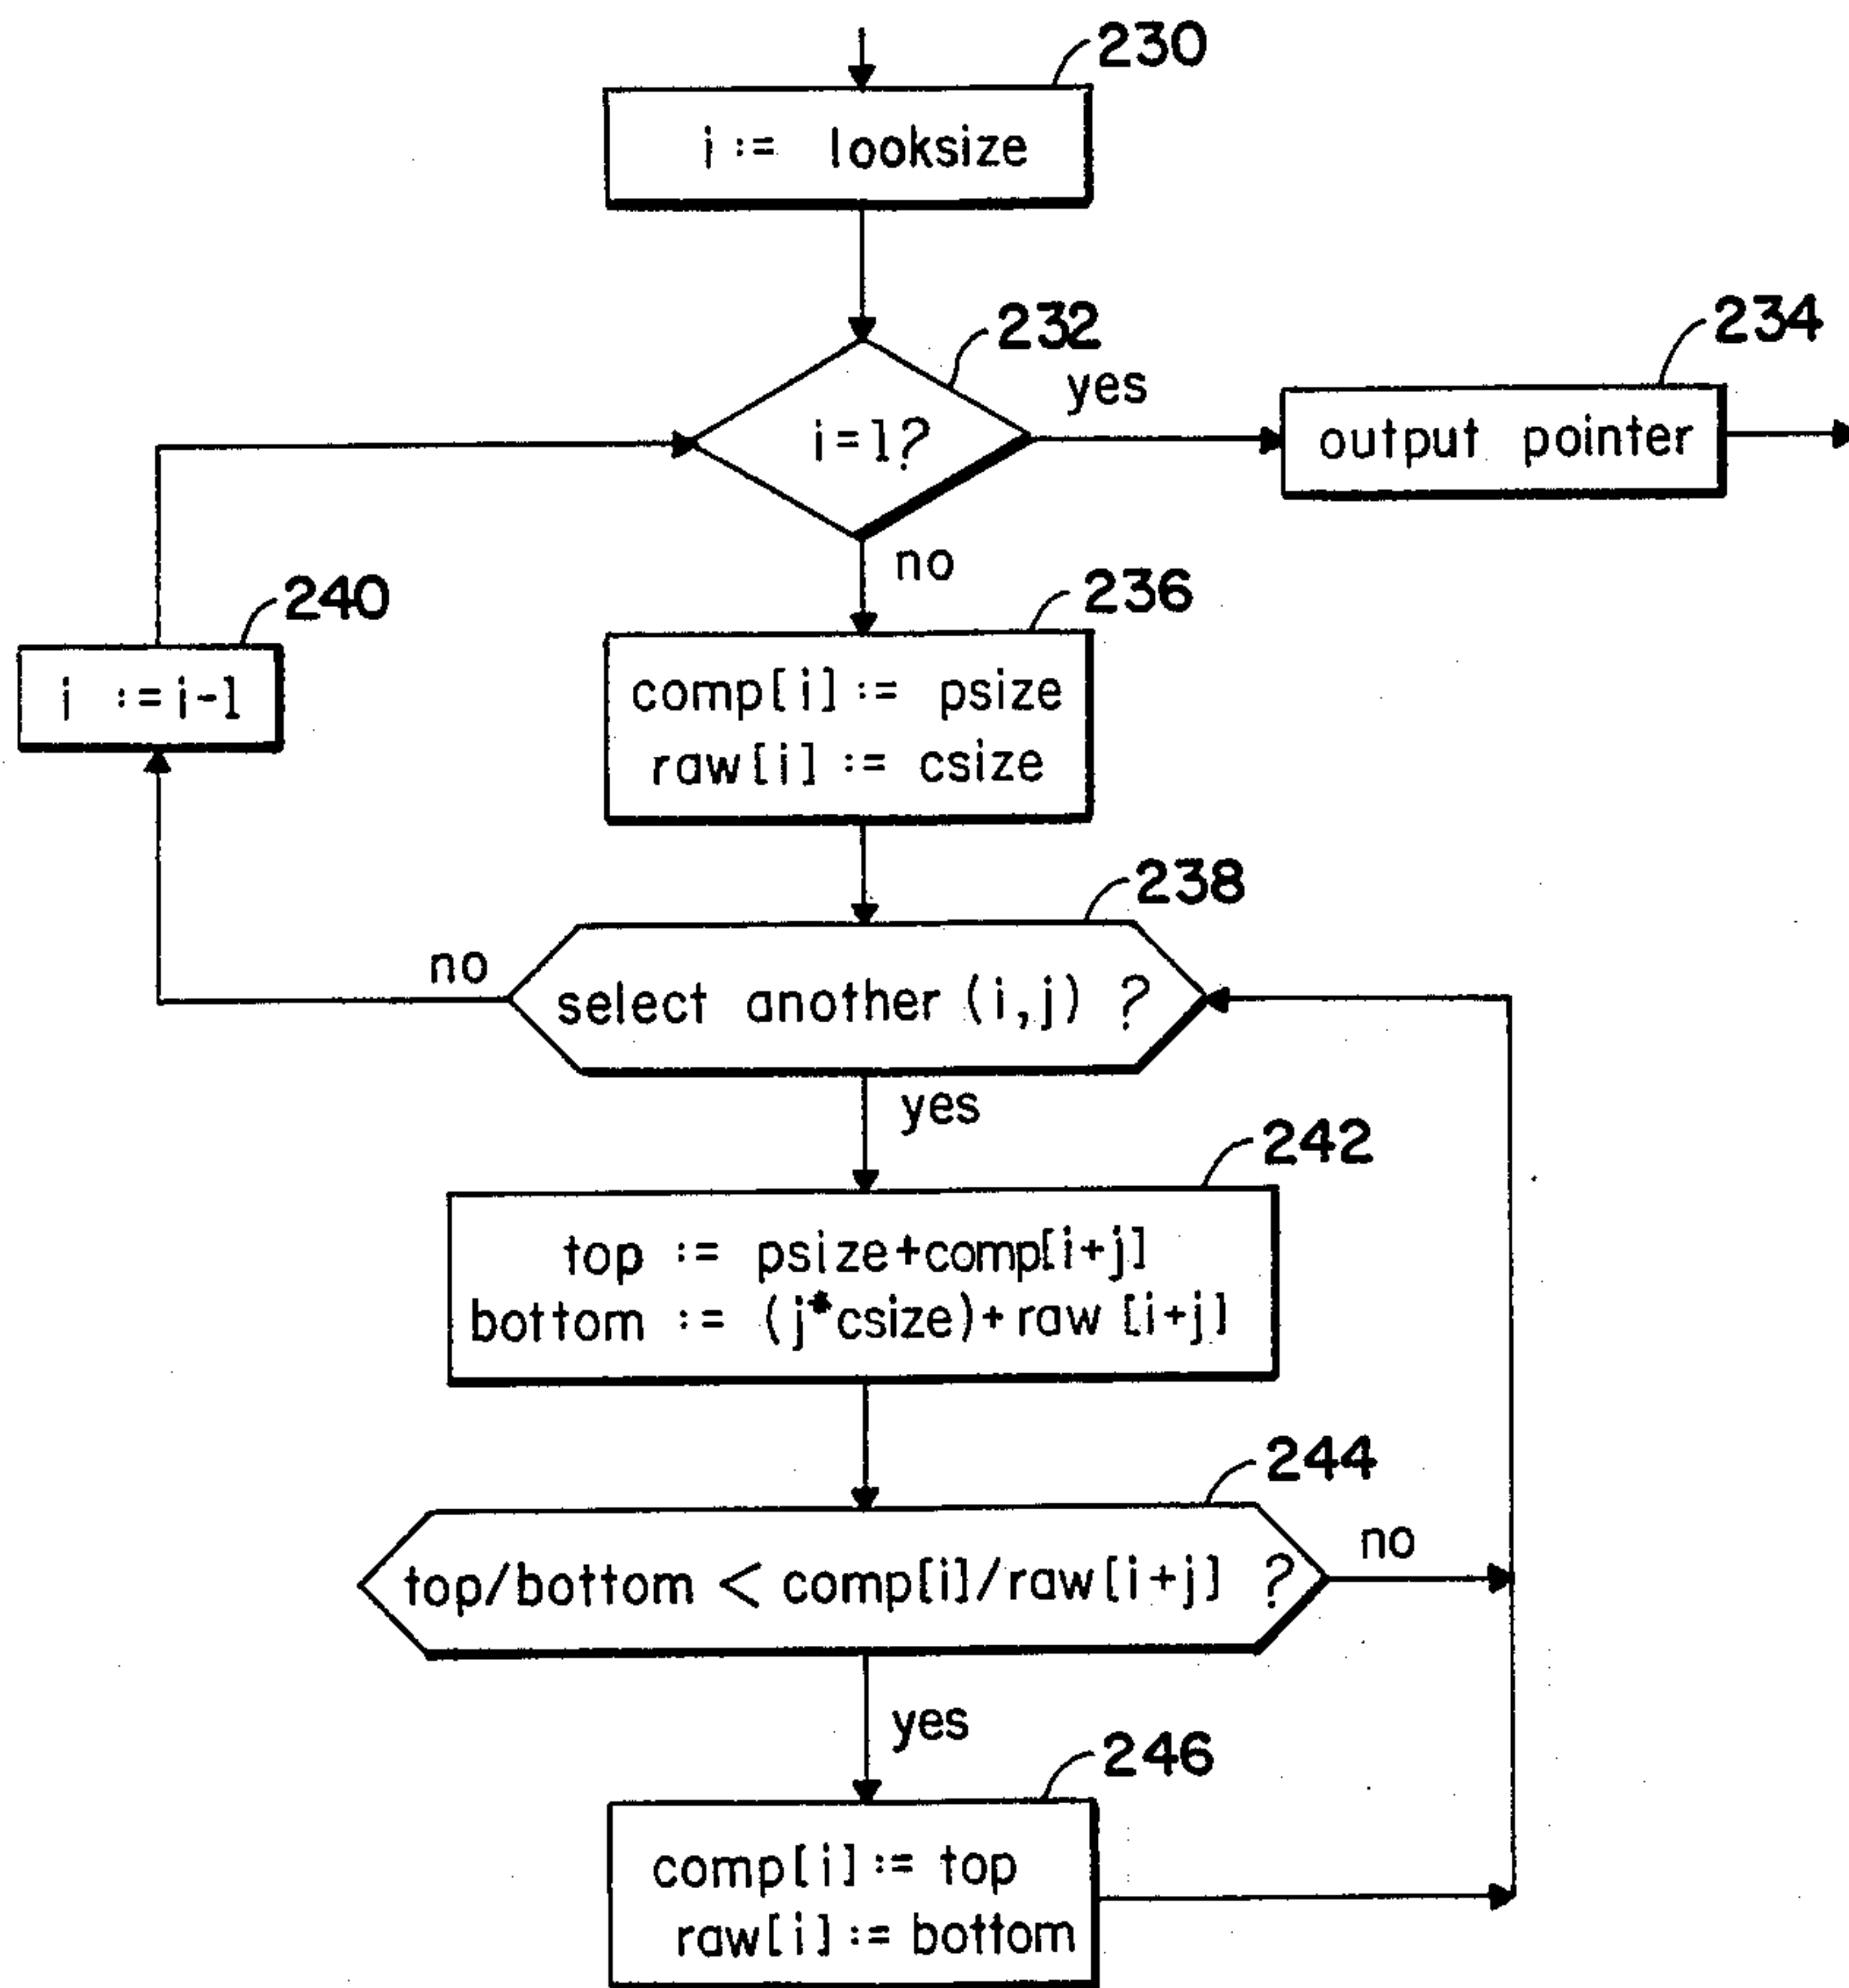 230
i := looksize
232
yes
i=1?
234
output pointer
no
240
i :=i-1
236
comp[i] := psize
raw[i] := csize
238
no
select another (i,j) ?
yes
242
top := psize+comp[i+j]
bottom := (j*csize)+raw [i+j]
244
no
top/bottom < comp[i]/raw[i+j] ?
yes
246
comp[i] := top
raw[i] := bottom